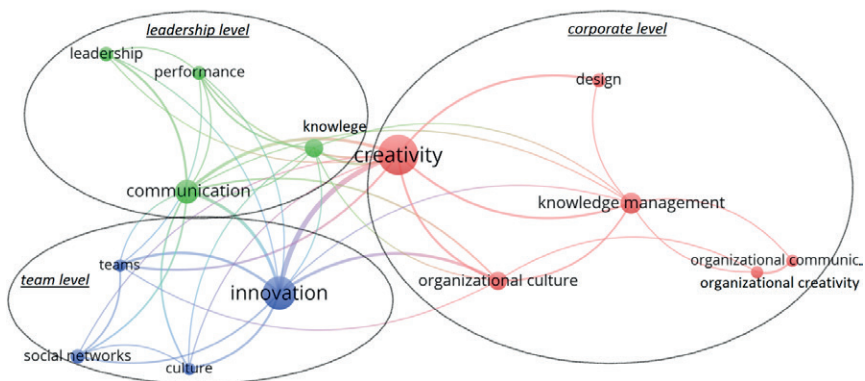 leadership level
corporate level
leadership
performance
design
knowlege
creativity
communication
knowledge management
teams
team level
innovation
organizational communic...
organizational culture
organizational creativity
social networks
culture